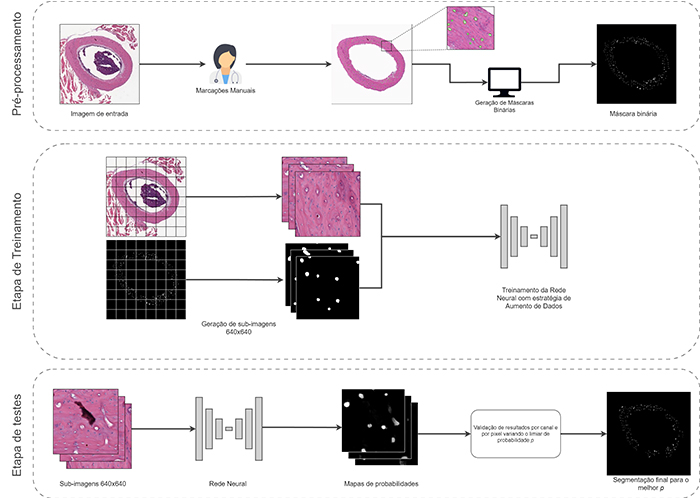 Pré-processamento
Imagem de entrada
Marcações Manuais
Geração de Máscaras
Binárias
Máscara binária
Etapa de Treinamento
Geração de sub-imagens
640x640
Treinamento da Rede
Neural com estratégia de
Aumento de Dados
Etapa de testes
Sub-imagens 640x640
Rede Neural
Mapas de probabilidades
Validação de resultados por canal e
por pixel variando o limiar de
probabilidade p
Segmentação final para o
melhor p